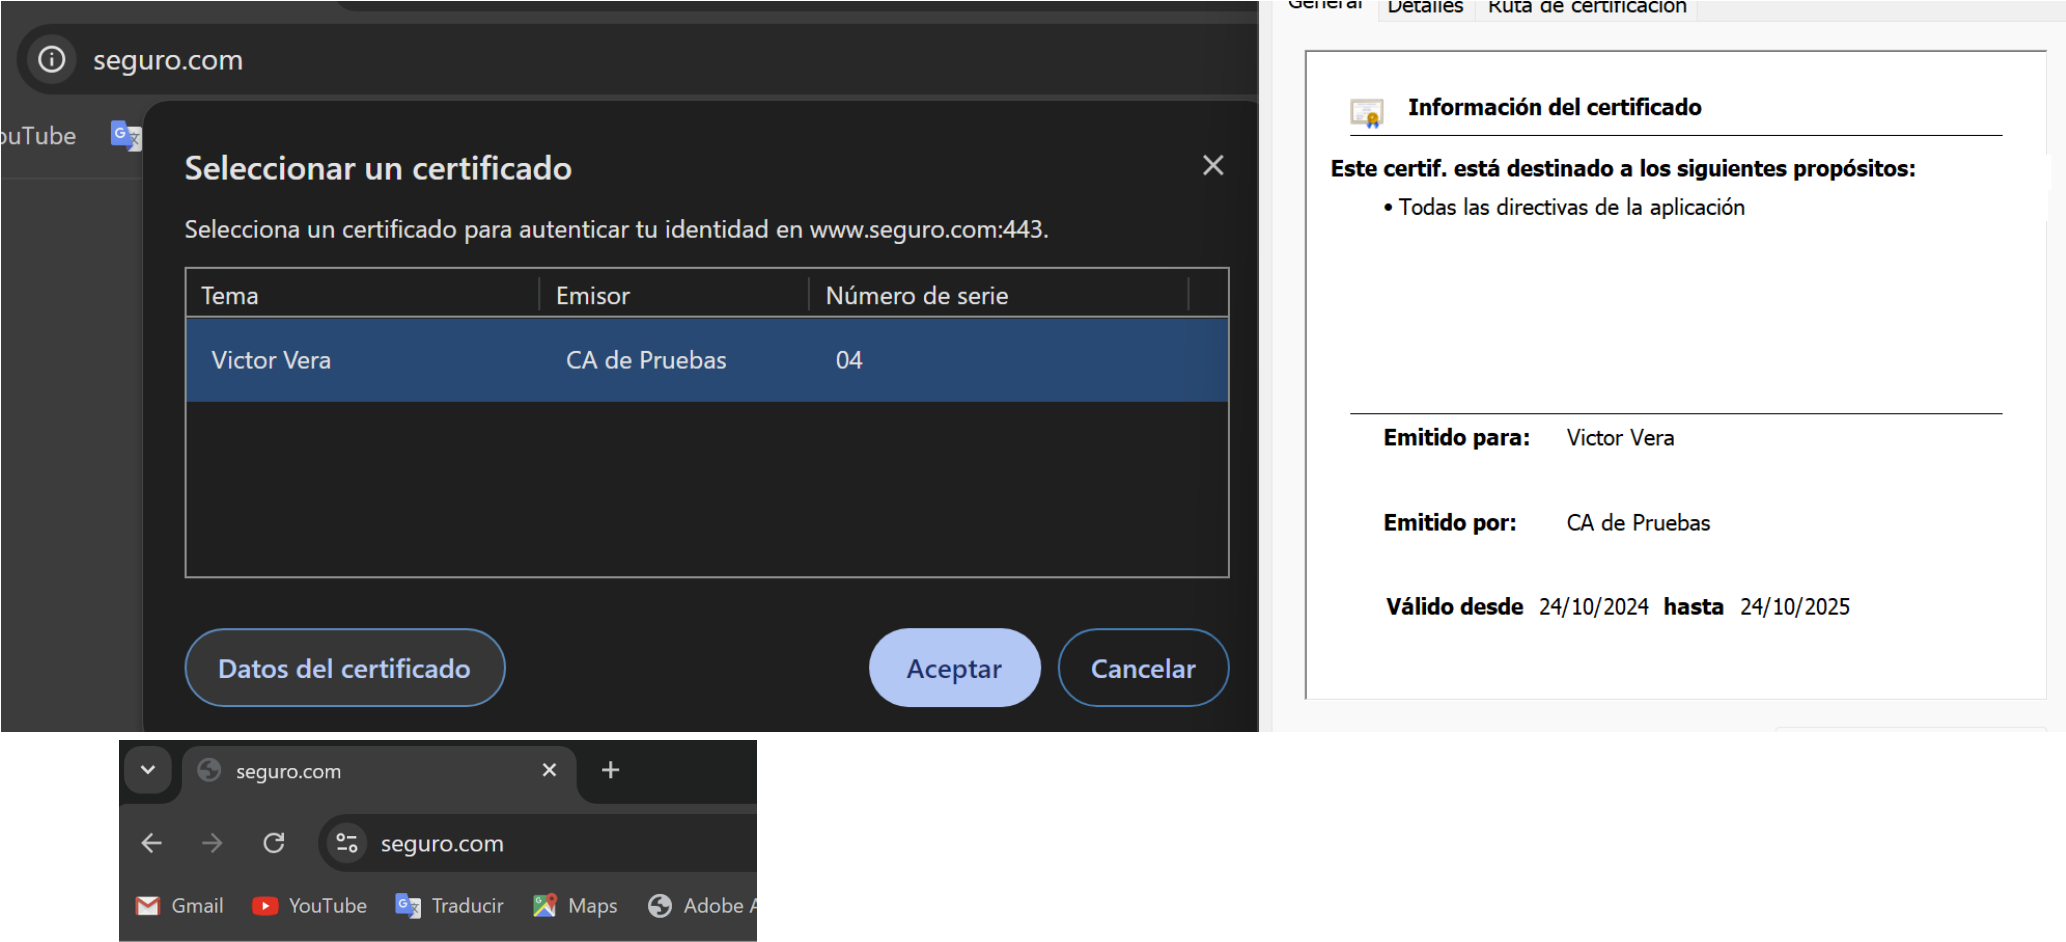 seguro.com
ouTube
Seleccionar un certificado
Selecciona un certificado para autenticar tu identidad en www.seguro.com:443.
Tema Emisor Número de serie
Victor Vera CA de Pruebas 04
Datos del certificado Aceptar Cancelar
General Detalles Ruta de certificación
Información del certificado
Este certif. está destinado a los siguientes propósitos:
• Todas las directivas de la aplicación
Emitido para: Victor Vera
Emitido por: CA de Pruebas
Válido desde 24/10/2024 hasta 24/10/2025
seguro.com
seguro.com
Gmail YouTube Traducir Maps Adobe A